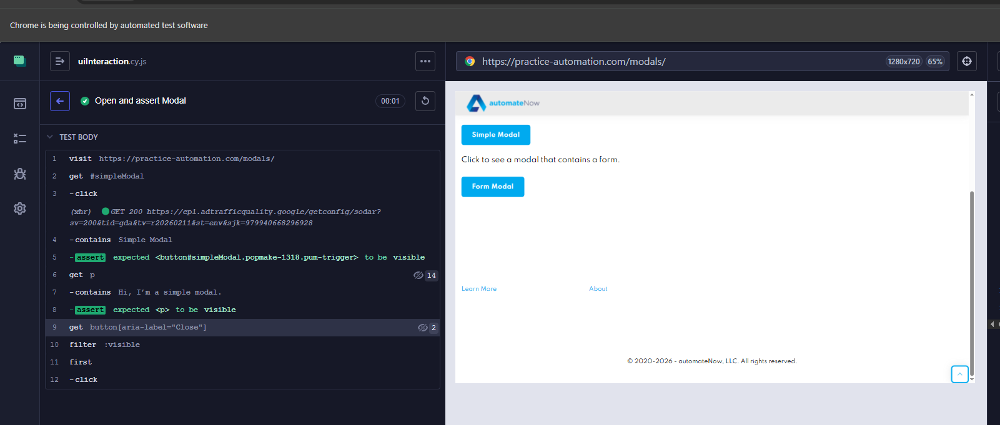 Chrome is being controlled by automated test software
uiInteraction.cy.js
https://practice-automation.com/modals/
1280x720
65%
Open and assert Modal
00:01
TEST BODY
1 visit https://practice-automation.com/modals/
2 get #simpleModal
3 -click
(xhr) GET 200 https://ep1.adtrafficquality.google/getconfig/sodar?
sv=200&tid=gda&tv=r20260211&st=env&sjk=979940668296928
4 -contains Simple Modal
5 -assert expected <button#simpleModal.popmake-1318.pum-trigger> to be visible
6 get p 14
7 -contains Hi, I’m a simple modal.
8 -assert expected <p> to be visible
9 get button[aria-label="Close"] 2
10 filter :visible
11 first
12 -click
automateNow
Simple Modal
Click to see a modal that contains a form.
Form Modal
Learn More
About
© 2020-2026 - automateNow, LLC. All rights reserved.